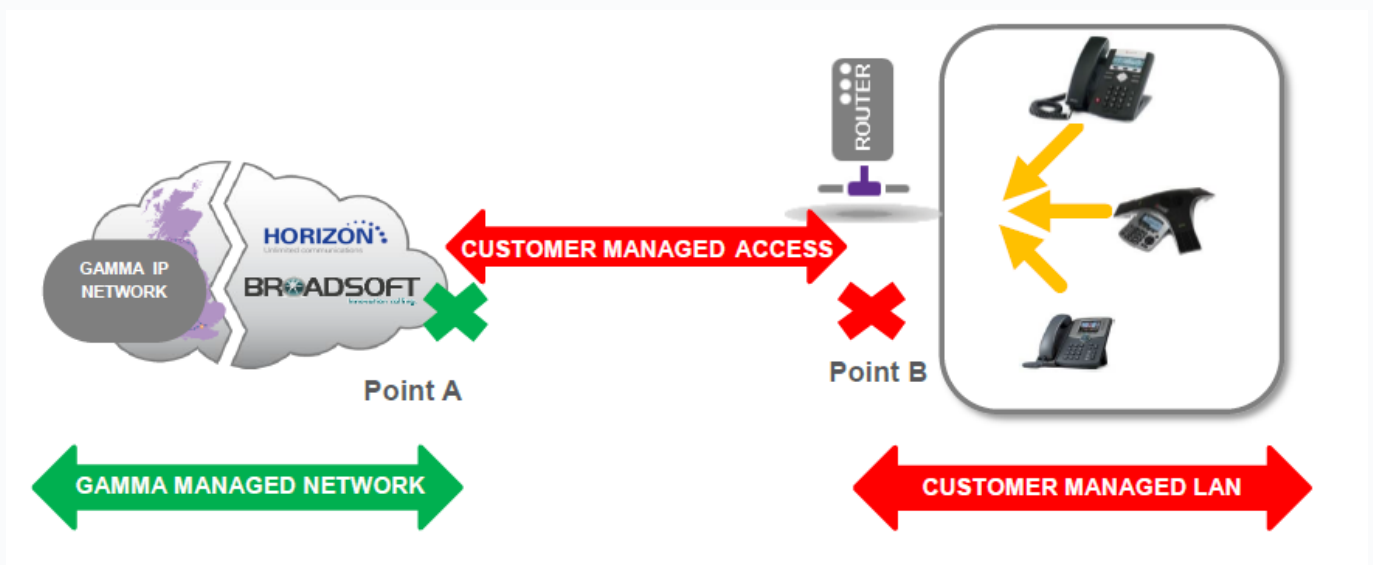 ROUTER
HORIZON
Unlimited communications
BROADSOFT
GAMMA IP
NETWORK
CUSTOMER MANAGED ACCESS
Point A
Point B
GAMMA MANAGED NETWORK
CUSTOMER MANAGED LAN